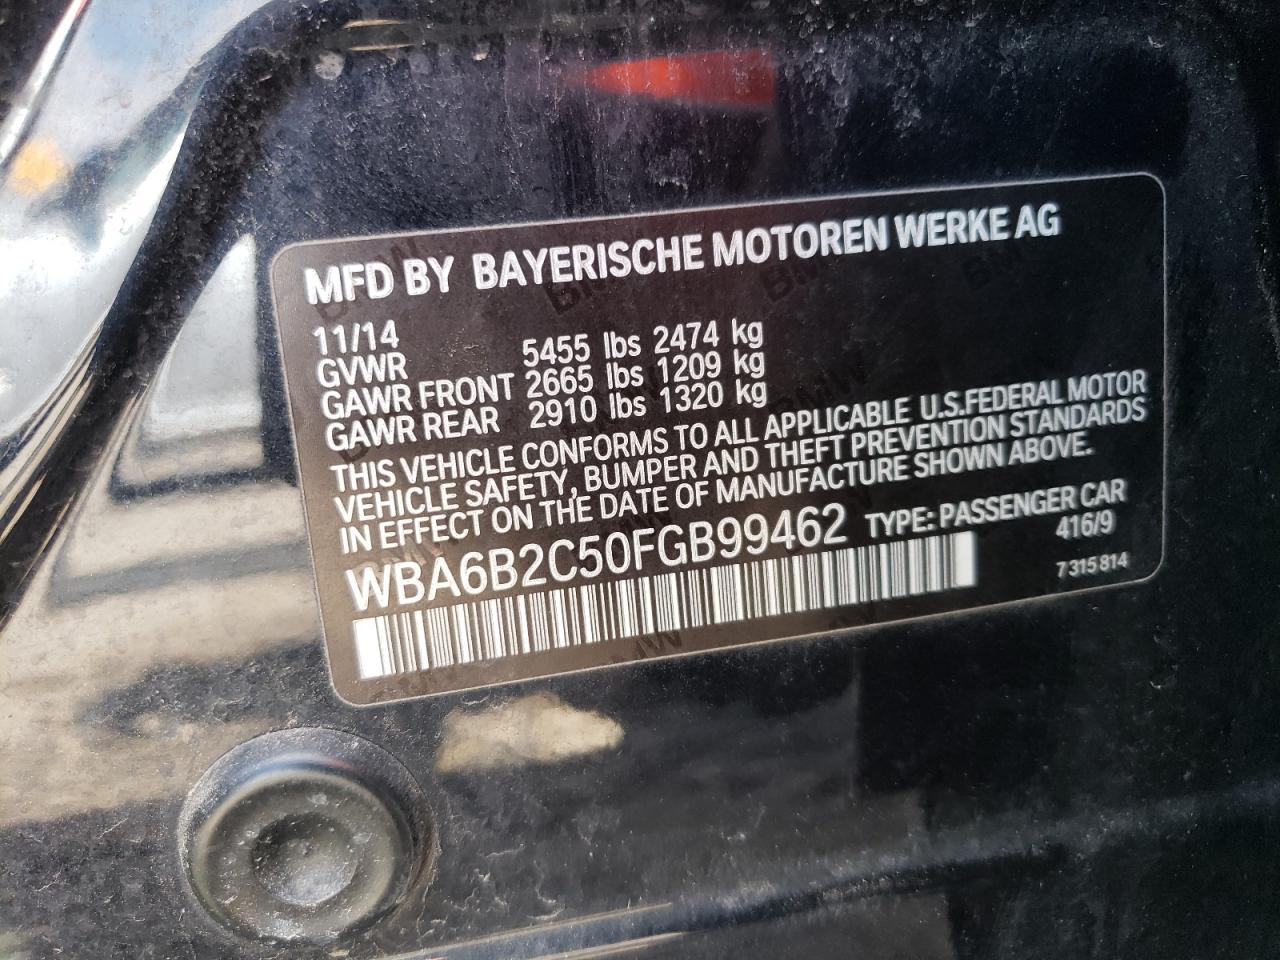 MFD BY BAYERISCHE MOTOREN WERKE AG
11/14
GVWR 5455 lbs 2474 kg
GAWR FRONT 2665 lbs 1209 kg
GAWR REAR 2910 lbs 1320 kg
THIS VEHICLE CONFORMS TO ALL APPLICABLE U.S.FEDERAL MOTOR
VEHICLE SAFETY, BUMPER AND THEFT PREVENTION STANDARDS
IN EFFECT ON THE DATE OF MANUFACTURE SHOWN ABOVE.
WBA6B2C50FGB99462 TYPE: PASSENGER CAR
416/9
7 315 814